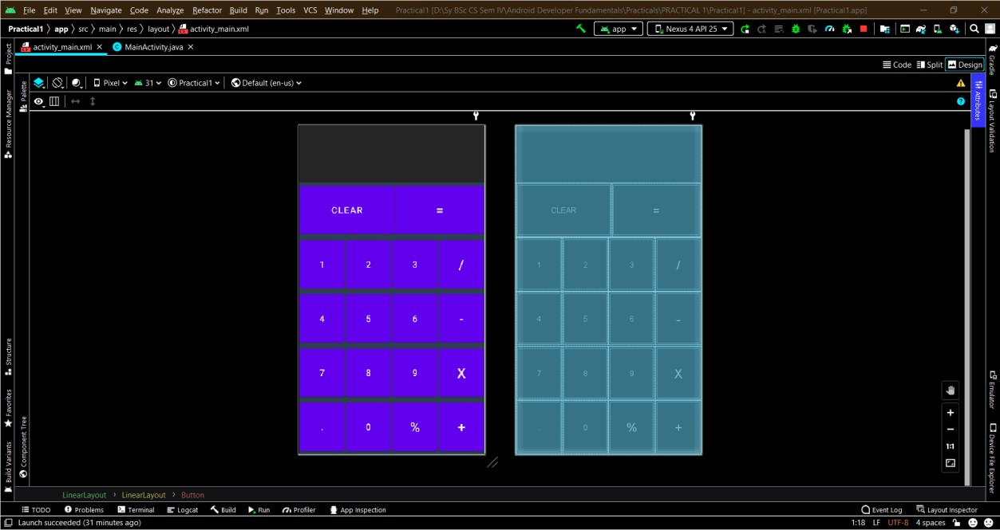 File Edit View Navigate Code Analyze Refactor Build Run Tools VCS Window Help Practical1 [D:\Sy BSc CS Sem IV\Android Developer Fundamentals\Practicals\PRACTICAL 1\Practical1] - activity_main.xml [Practical1.app]
Practical1 app src main res layout activity_main.xml app Nexus 4 API 25
activity_main.xml MainActivity.java
Code Split Design
Pixel 31 Practical1 Default (en-us)
Project
Resource Manager
Structure
Favorites
Build Variants
Palette
Component Tree
CLEAR =
1 2 3 /
4 5 6 -
7 8 9 X
. 0 % +
CLEAR =
1 2 3 /
4 5 6 -
7 8 9 X
. 0 % +
1:1
Attributes
Gradle
Layout Validation
Emulator
Device File Explorer
LinearLayout LinearLayout Button
TODO Problems Terminal Logcat Build Run Profiler App Inspection Event Log Layout Inspector
Launch succeeded (31 minutes ago) 1:18 LF UTF-8 4 spaces